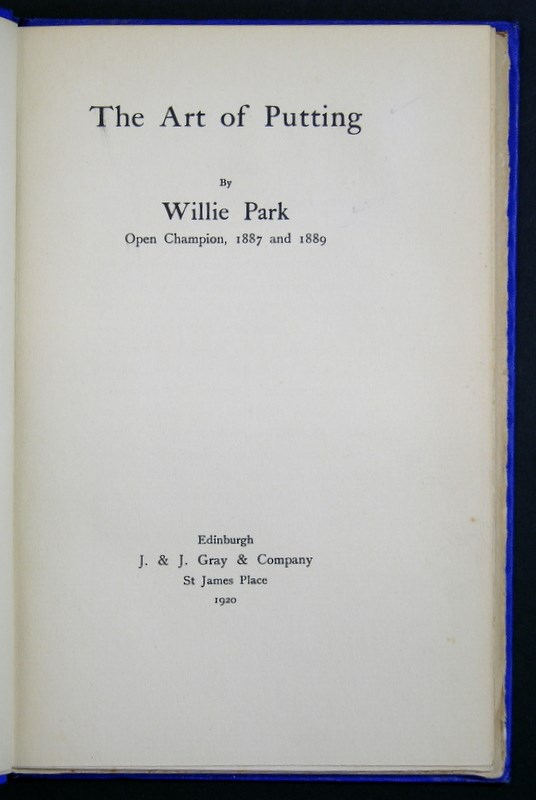 The Art of Putting
By
Willie Park
Open Champion, 1887 and 1889
Edinburgh
J. & J. Gray & Company
St James Place
1920